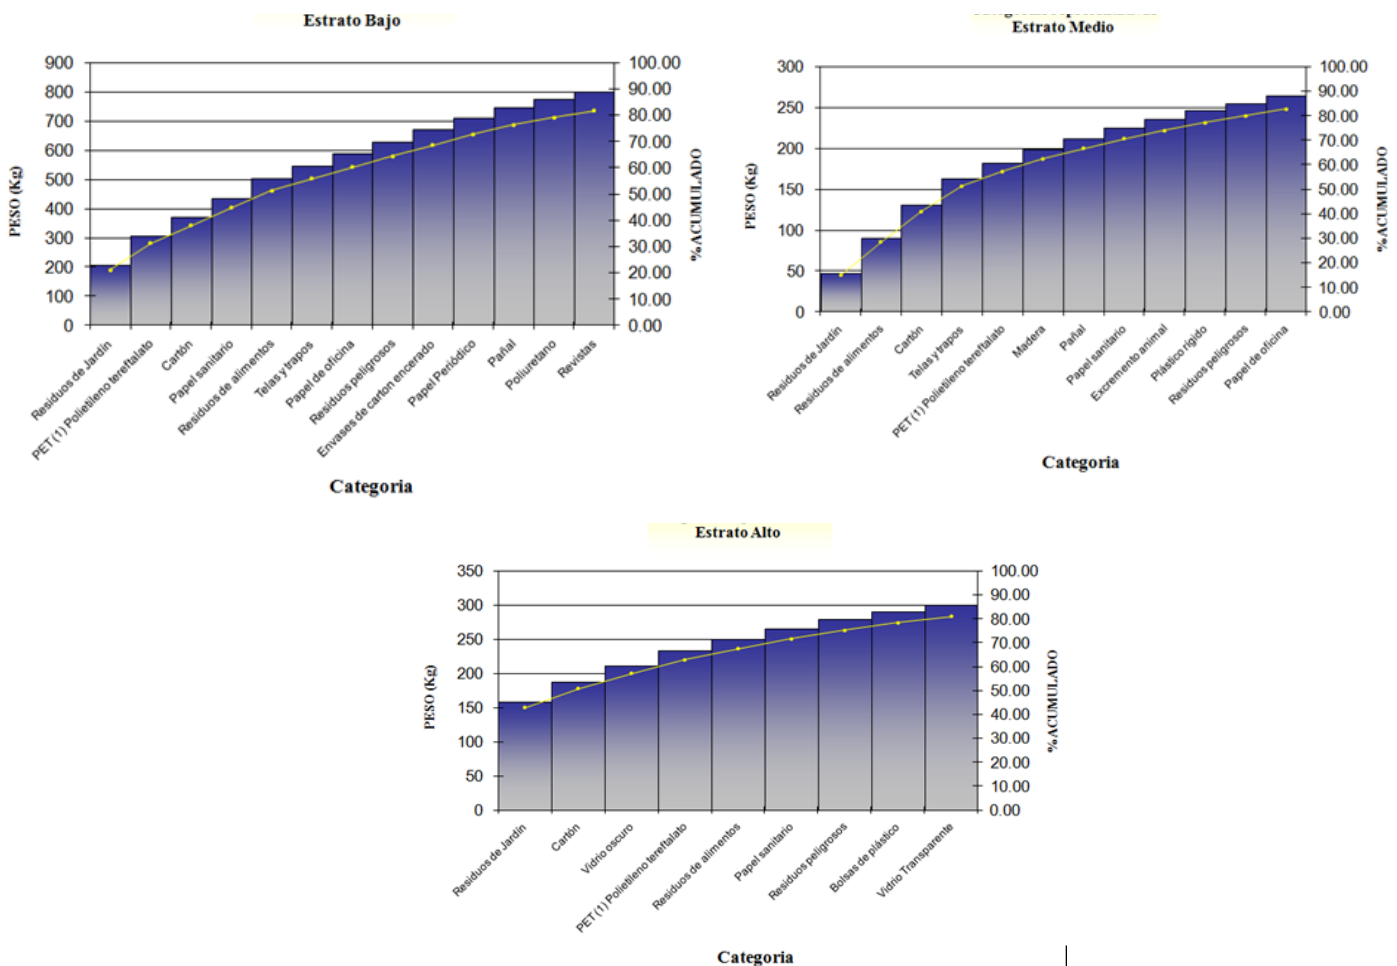 Estrato Bajo
900
800
700
600
500
400
300
200
100
0
PESO (Kg)
100.00
90.00
80.00
70.00
60.00
50.00
40.00
30.00
20.00
10.00
0.00
%ACUMULADO
Residuos de Jardín
PET (1) Polietileno tereftalato
Cartón
Papel sanitario
Residuos de alimentos
Telas y trapos
Papel de oficina
Residuos peligrosos
Envases de carton encerado
Papel Periódico
Pañal
Poliuretano
Revistas
Categoria
Estrato Medio
300
250
200
150
100
50
0
PESO (Kg)
100.00
90.00
80.00
70.00
60.00
50.00
40.00
30.00
20.00
10.00
0.00
%ACUMULADO
Residuos de Jardín
Residuos de alimentos
Cartón
Telas y trapos
PET (1) Polietileno tereftalato
Madera
Pañal
Papel sanitario
Excremento animal
Plástico rigido
Residuos peligrosos
Papel de oficina
Categoria
Estrato Alto
350
300
250
200
150
100
50
0
PESO (Kg)
100.00
90.00
80.00
70.00
60.00
50.00
40.00
30.00
20.00
10.00
0.00
%ACUMULADO
Residuos de Jardín
Cartón
Vidrio oscuro
PET (1) Polietileno tereftalato
Residuos de alimentos
Papel sanitario
Residuos peligrosos
Bolsas de plástico
Vidrio Transparente
Categoria